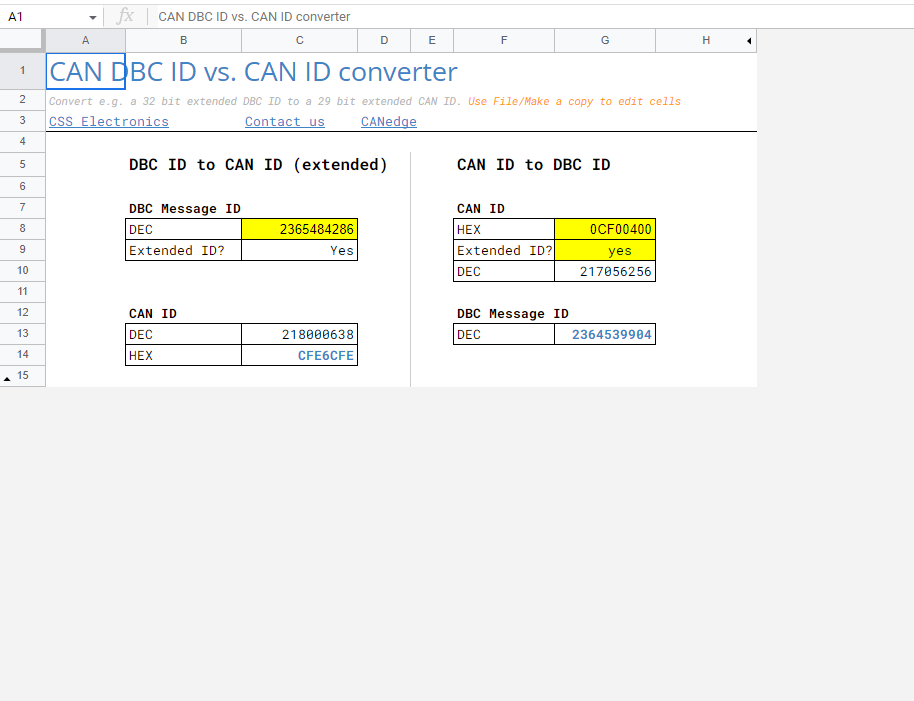 A1 fx CAN DBC ID vs. CAN ID converter
A B C D E F G H
1 CAN DBC ID vs. CAN ID converter
2 Convert e.g. a 32 bit extended DBC ID to a 29 bit extended CAN ID. Use File/Make a copy to edit cells
3 CSS Electronics Contact us CANedge
4
5 DBC ID to CAN ID (extended) CAN ID to DBC ID
6
7 DBC Message ID CAN ID
8 DEC 2365484286 HEX 0CF00400
9 Extended ID? Yes Extended ID? yes
10 DEC 217056256
11
12 CAN ID DBC Message ID
13 DEC 218000638 DEC 2364539904
14 HEX CFE6CFE
15